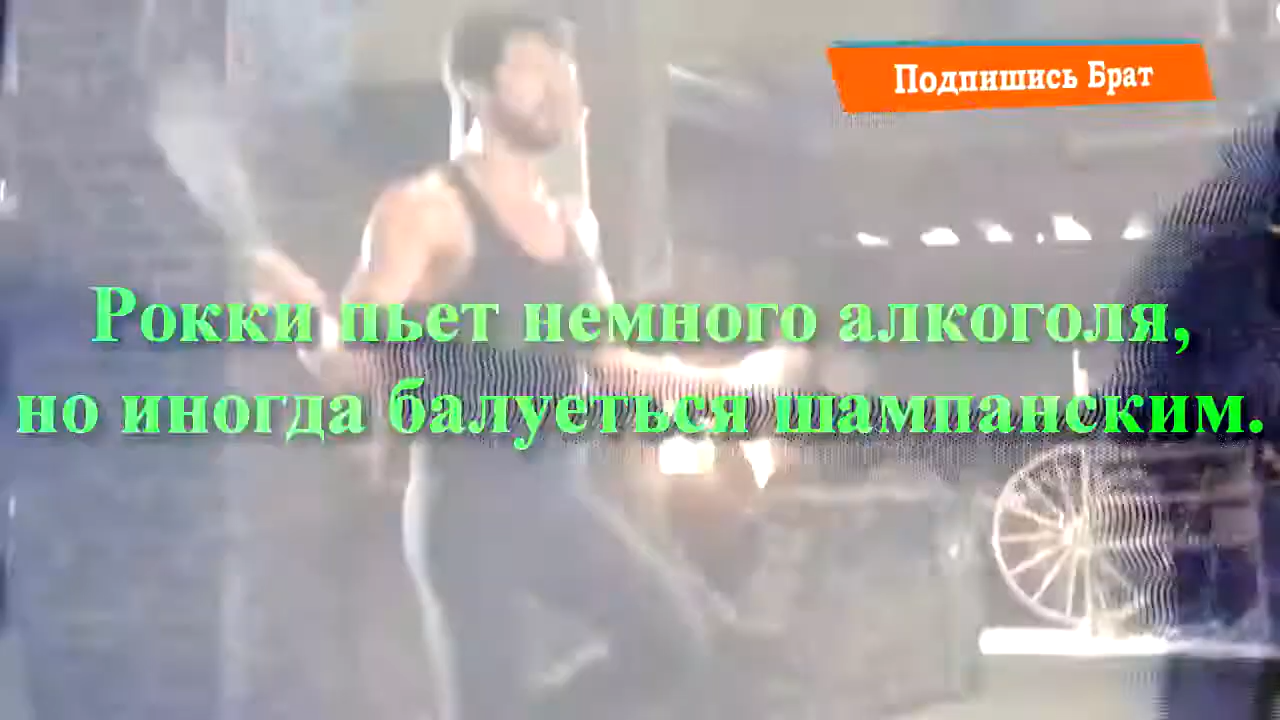 Подпишись Брат
Рокки пьет немного алкоголя,
но иногда балуеться шампанским.